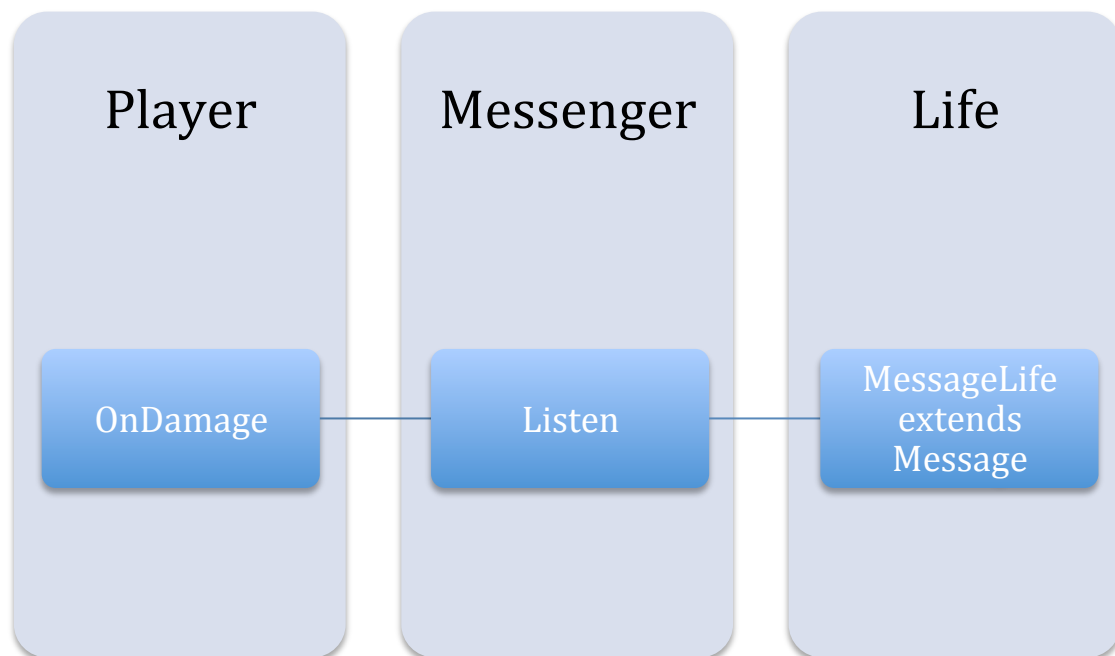 Player
Messenger
Life
OnDamage
Listen
MessageLife
extends
Message